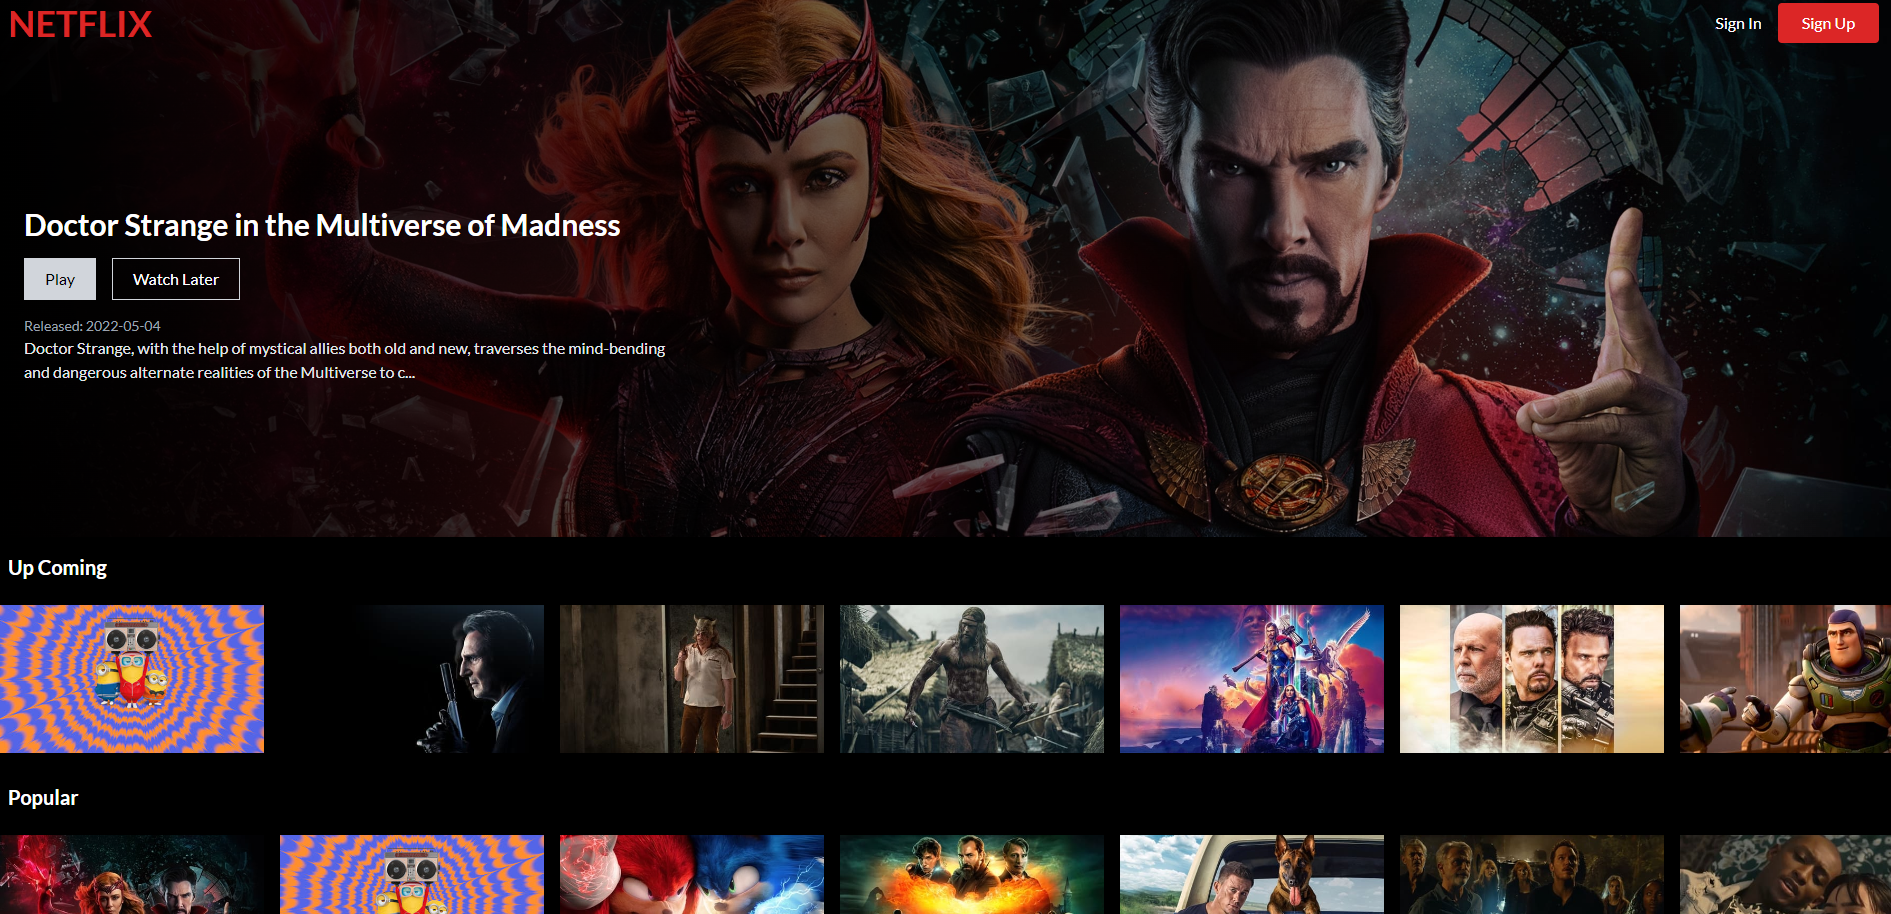 NETFLIX
Sign In
Sign Up
Doctor Strange in the Multiverse of Madness
Play
Watch Later
Released: 2022-05-04
Doctor Strange, with the help of mystical allies both old and new, traverses the mind-bending
and dangerous alternate realities of the Multiverse to c...
Up Coming
Popular